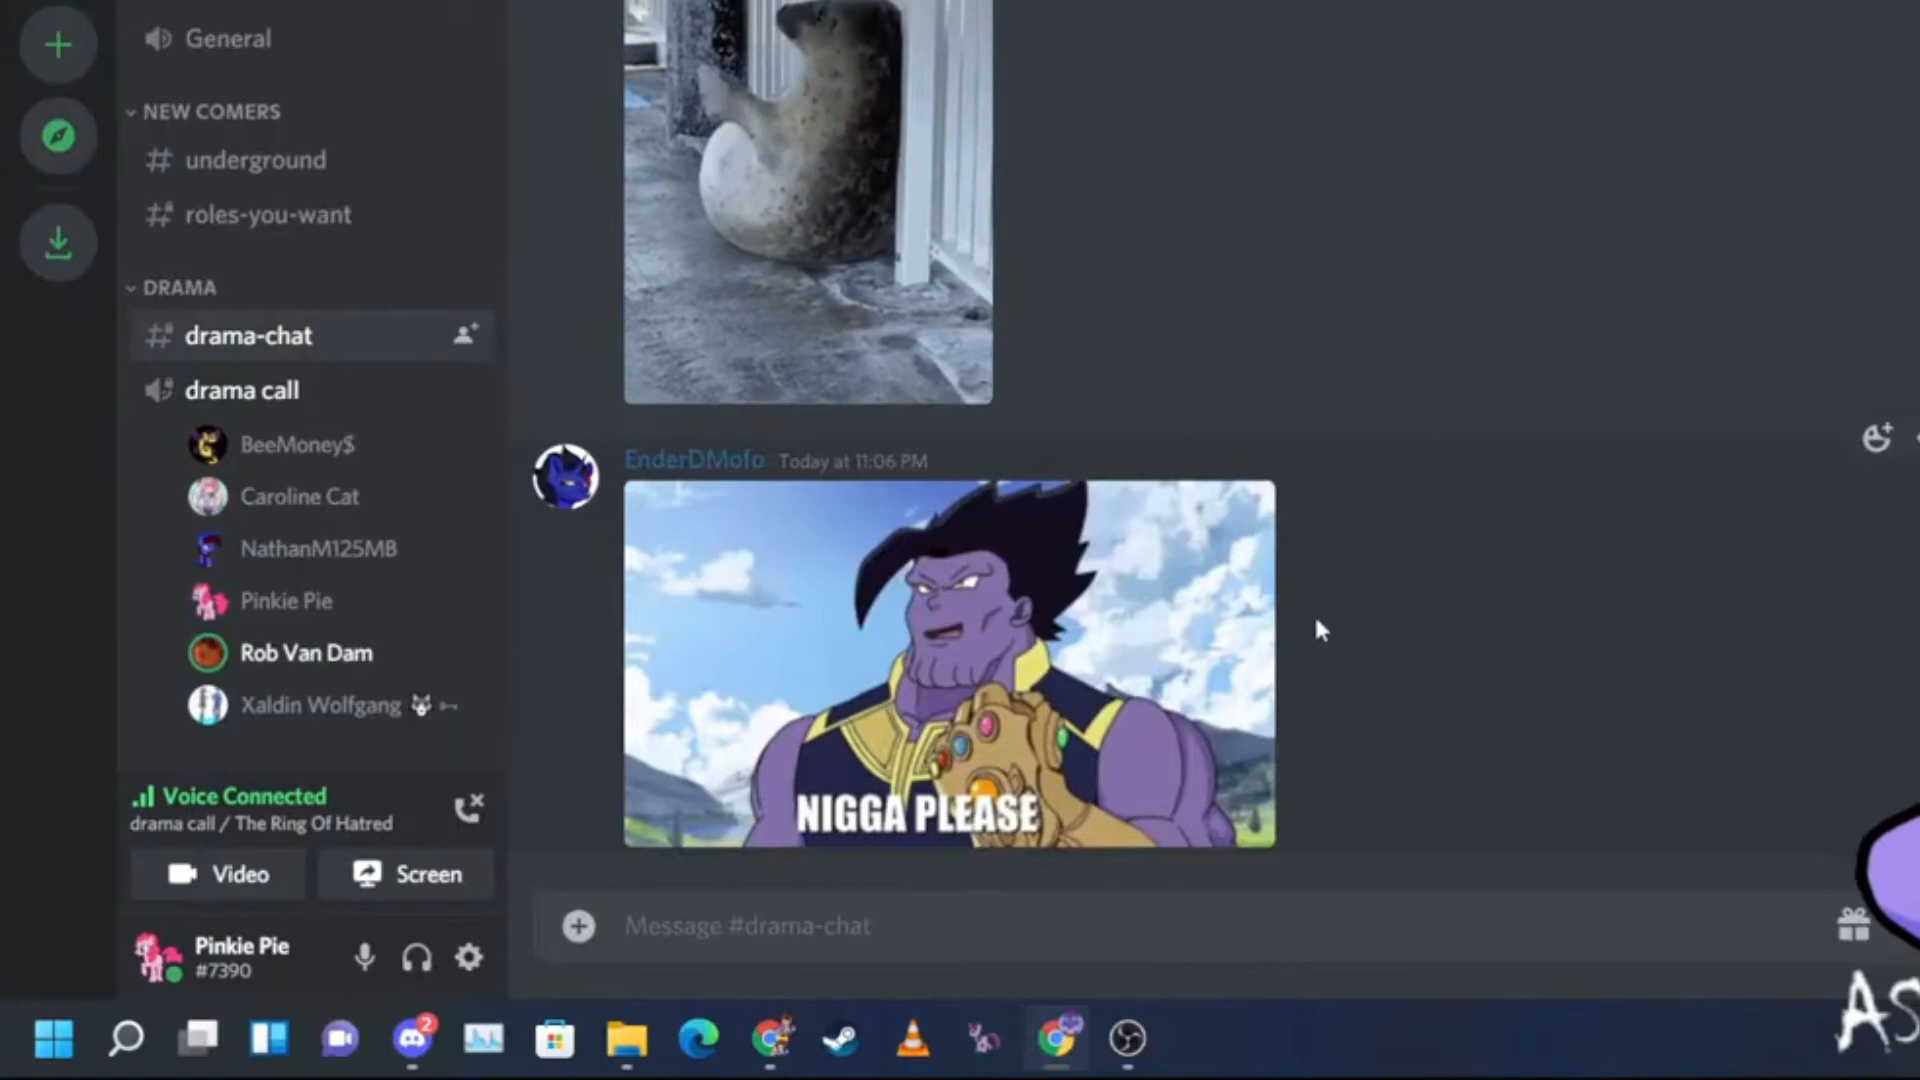 General
NEW COMERS
underground
roles-you-want
DRAMA
drama-chat
drama call
BeeMoney$
Caroline Cat
NathanM125MB
Pinkie Pie
Rob Van Dam
Xaldin Wolfgang
Voice Connected
drama call / The Ring Of Hatred
Video
Screen
Pinkie Pie
#7390
EnderDMofo Today at 11:06 PM
NIGGA PLEASE
Message #drama-chat
2
AS